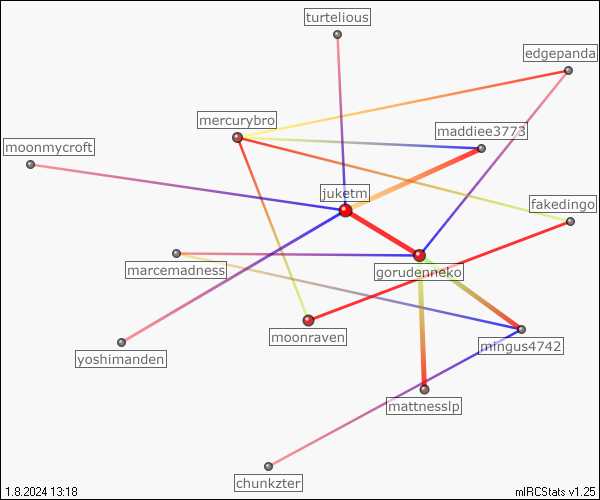 turtelious
edgepanda
mercurybro
maddiee3773
moonmycroft
juketm
fakedingo
marcemadness
gorudenneko
moonraven
mingus4742
yoshimanden
mattnesslp
chunkzter
1.8.2024 13:18
mIRCStats v1.25